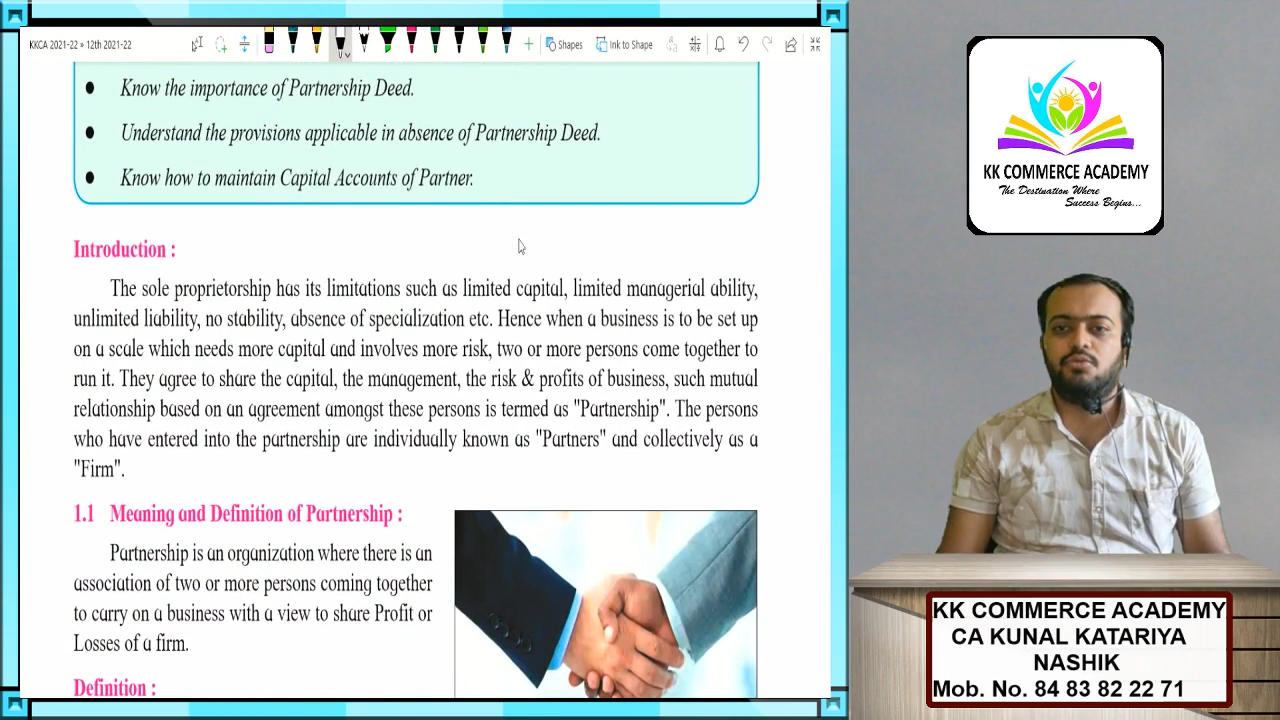 KKCA 2021-22 » 12th 2021-22
Shapes
Ink to Shape
● Know the importance of Partnership Deed.
● Understand the provisions applicable in absence of Partnership Deed.
● Know how to maintain Capital Accounts of Partner.
Introduction :
The sole proprietorship has its limitations such as limited capital, limited managerial ability,
unlimited liability, no stability, absence of specialization etc. Hence when a business is to be set up
on a scale which needs more capital and involves more risk, two or more persons come together to
run it. They agree to share the capital, the management, the risk & profits of business, such mutual
relationship based on an agreement amongst these persons is termed as "Partnership". The persons
who have entered into the partnership are individually known as "Partners" and collectively as a
"Firm".
1.1 Meaning and Definition of Partnership :
Partnership is an organization where there is an
association of two or more persons coming together
to carry on a business with a view to share Profit or
Losses of a firm.
Definition :
KK COMMERCE ACADEMY
The Destination Where
Success Begins...
KK COMMERCE ACADEMY
CA KUNAL KATARIYA
NASHIK
Mob. No. 84 83 82 22 71